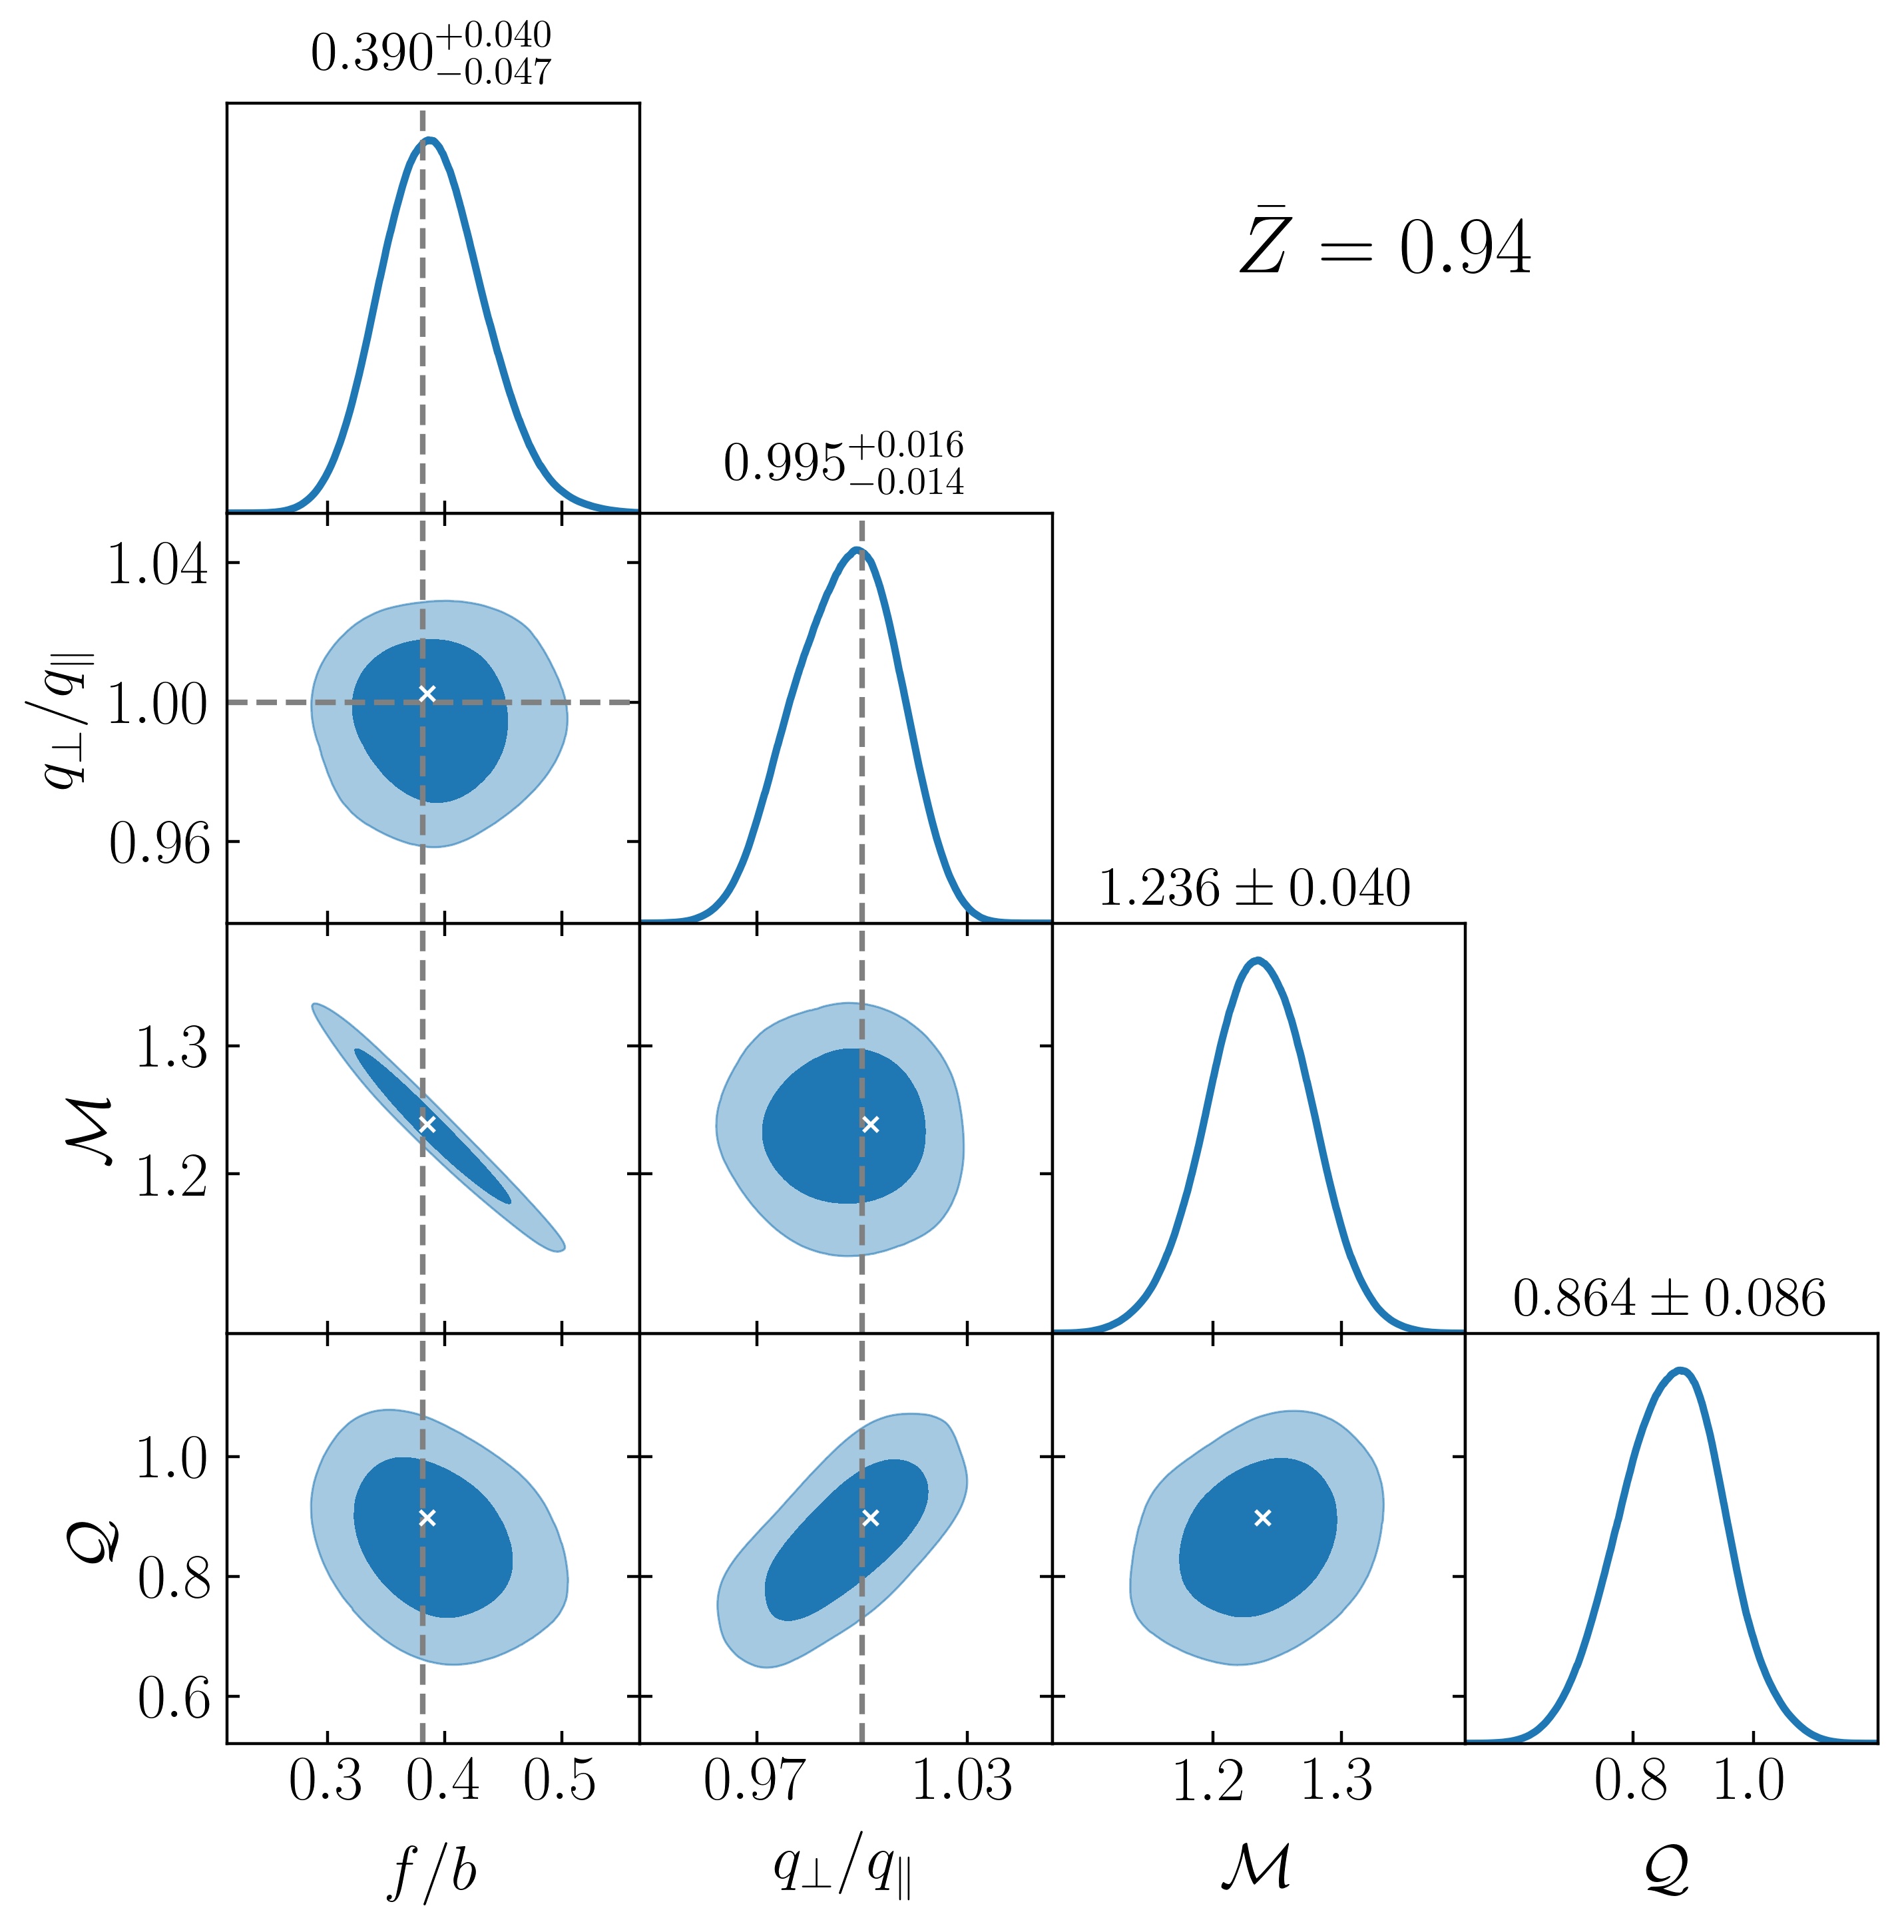 0.390^{+0.040}_{-0.047}
Z̄ = 0.94
0.995^{+0.016}_{-0.014}
1.04
1.00
0.96
q⊥/q∥
1.236 ± 0.040
1.3
1.2
ℳ
0.864 ± 0.086
1.0
0.8
0.6
𝒬
0.3 0.4 0.5 0.97 1.03 1.2 1.3 0.8 1.0
f/b q⊥/q∥ ℳ 𝒬